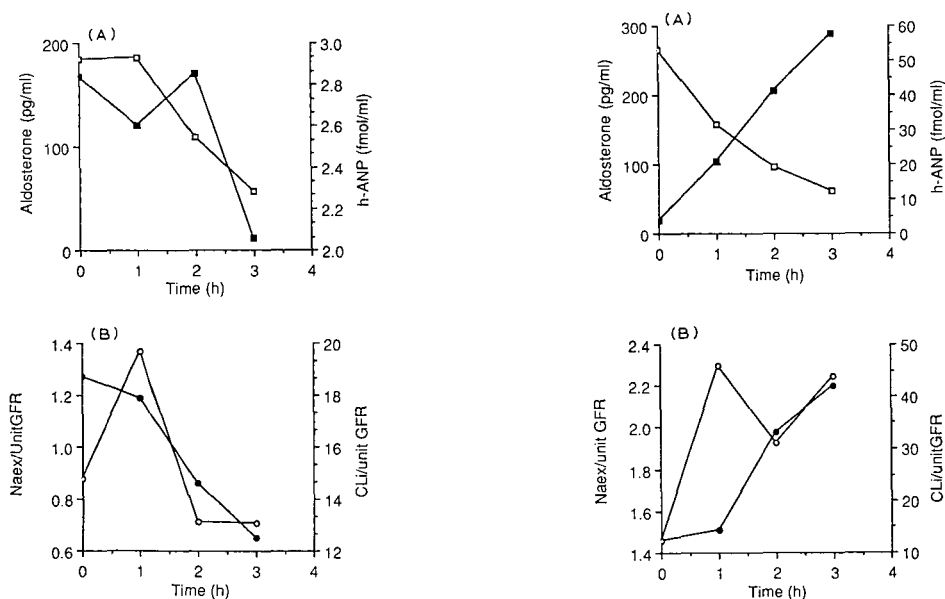 (A)
200
100
0
Aldosterone (pg/ml)
3.0
2.8
2.6
2.4
2.2
2.0
h-ANP (fmol/ml)
0 1 2 3 4
Time (h)
(A)
300
200
100
0
Aldosterone (pg/ml)
60
50
40
30
20
10
0
h-ANP (fmol/ml)
0 1 2 3 4
Time (h)
(B)
1.4
1.2
1.0
0.8
0.6
Naex/UnitGFR
20
18
16
14
12
CLi/unit GFR
0 1 2 3 4
Time (h)
(B)
2.4
2.2
2.0
1.8
1.6
1.4
Naex/unit GFR
50
40
30
20
10
CLi/unitGFR
0 1 2 3 4
Time (h)